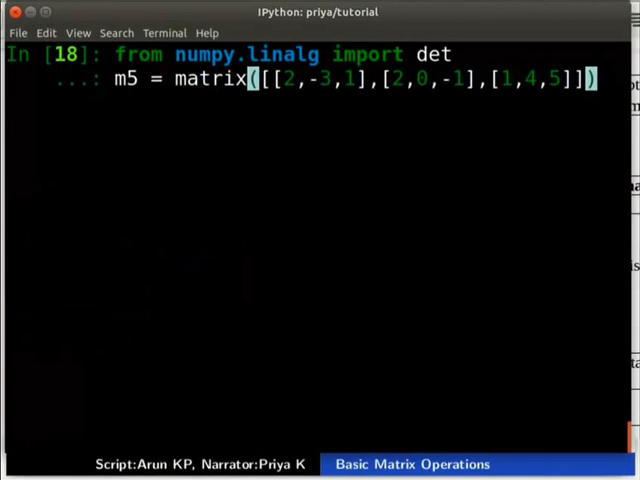 IPython: priya/tutorial
File Edit View Search Terminal Help
In [18]: from numpy.linalg import det
...: m5 = matrix([[2,-3,1],[2,0,-1],[1,4,5]])
Script:Arun KP, Narrator:Priya K
Basic Matrix Operations